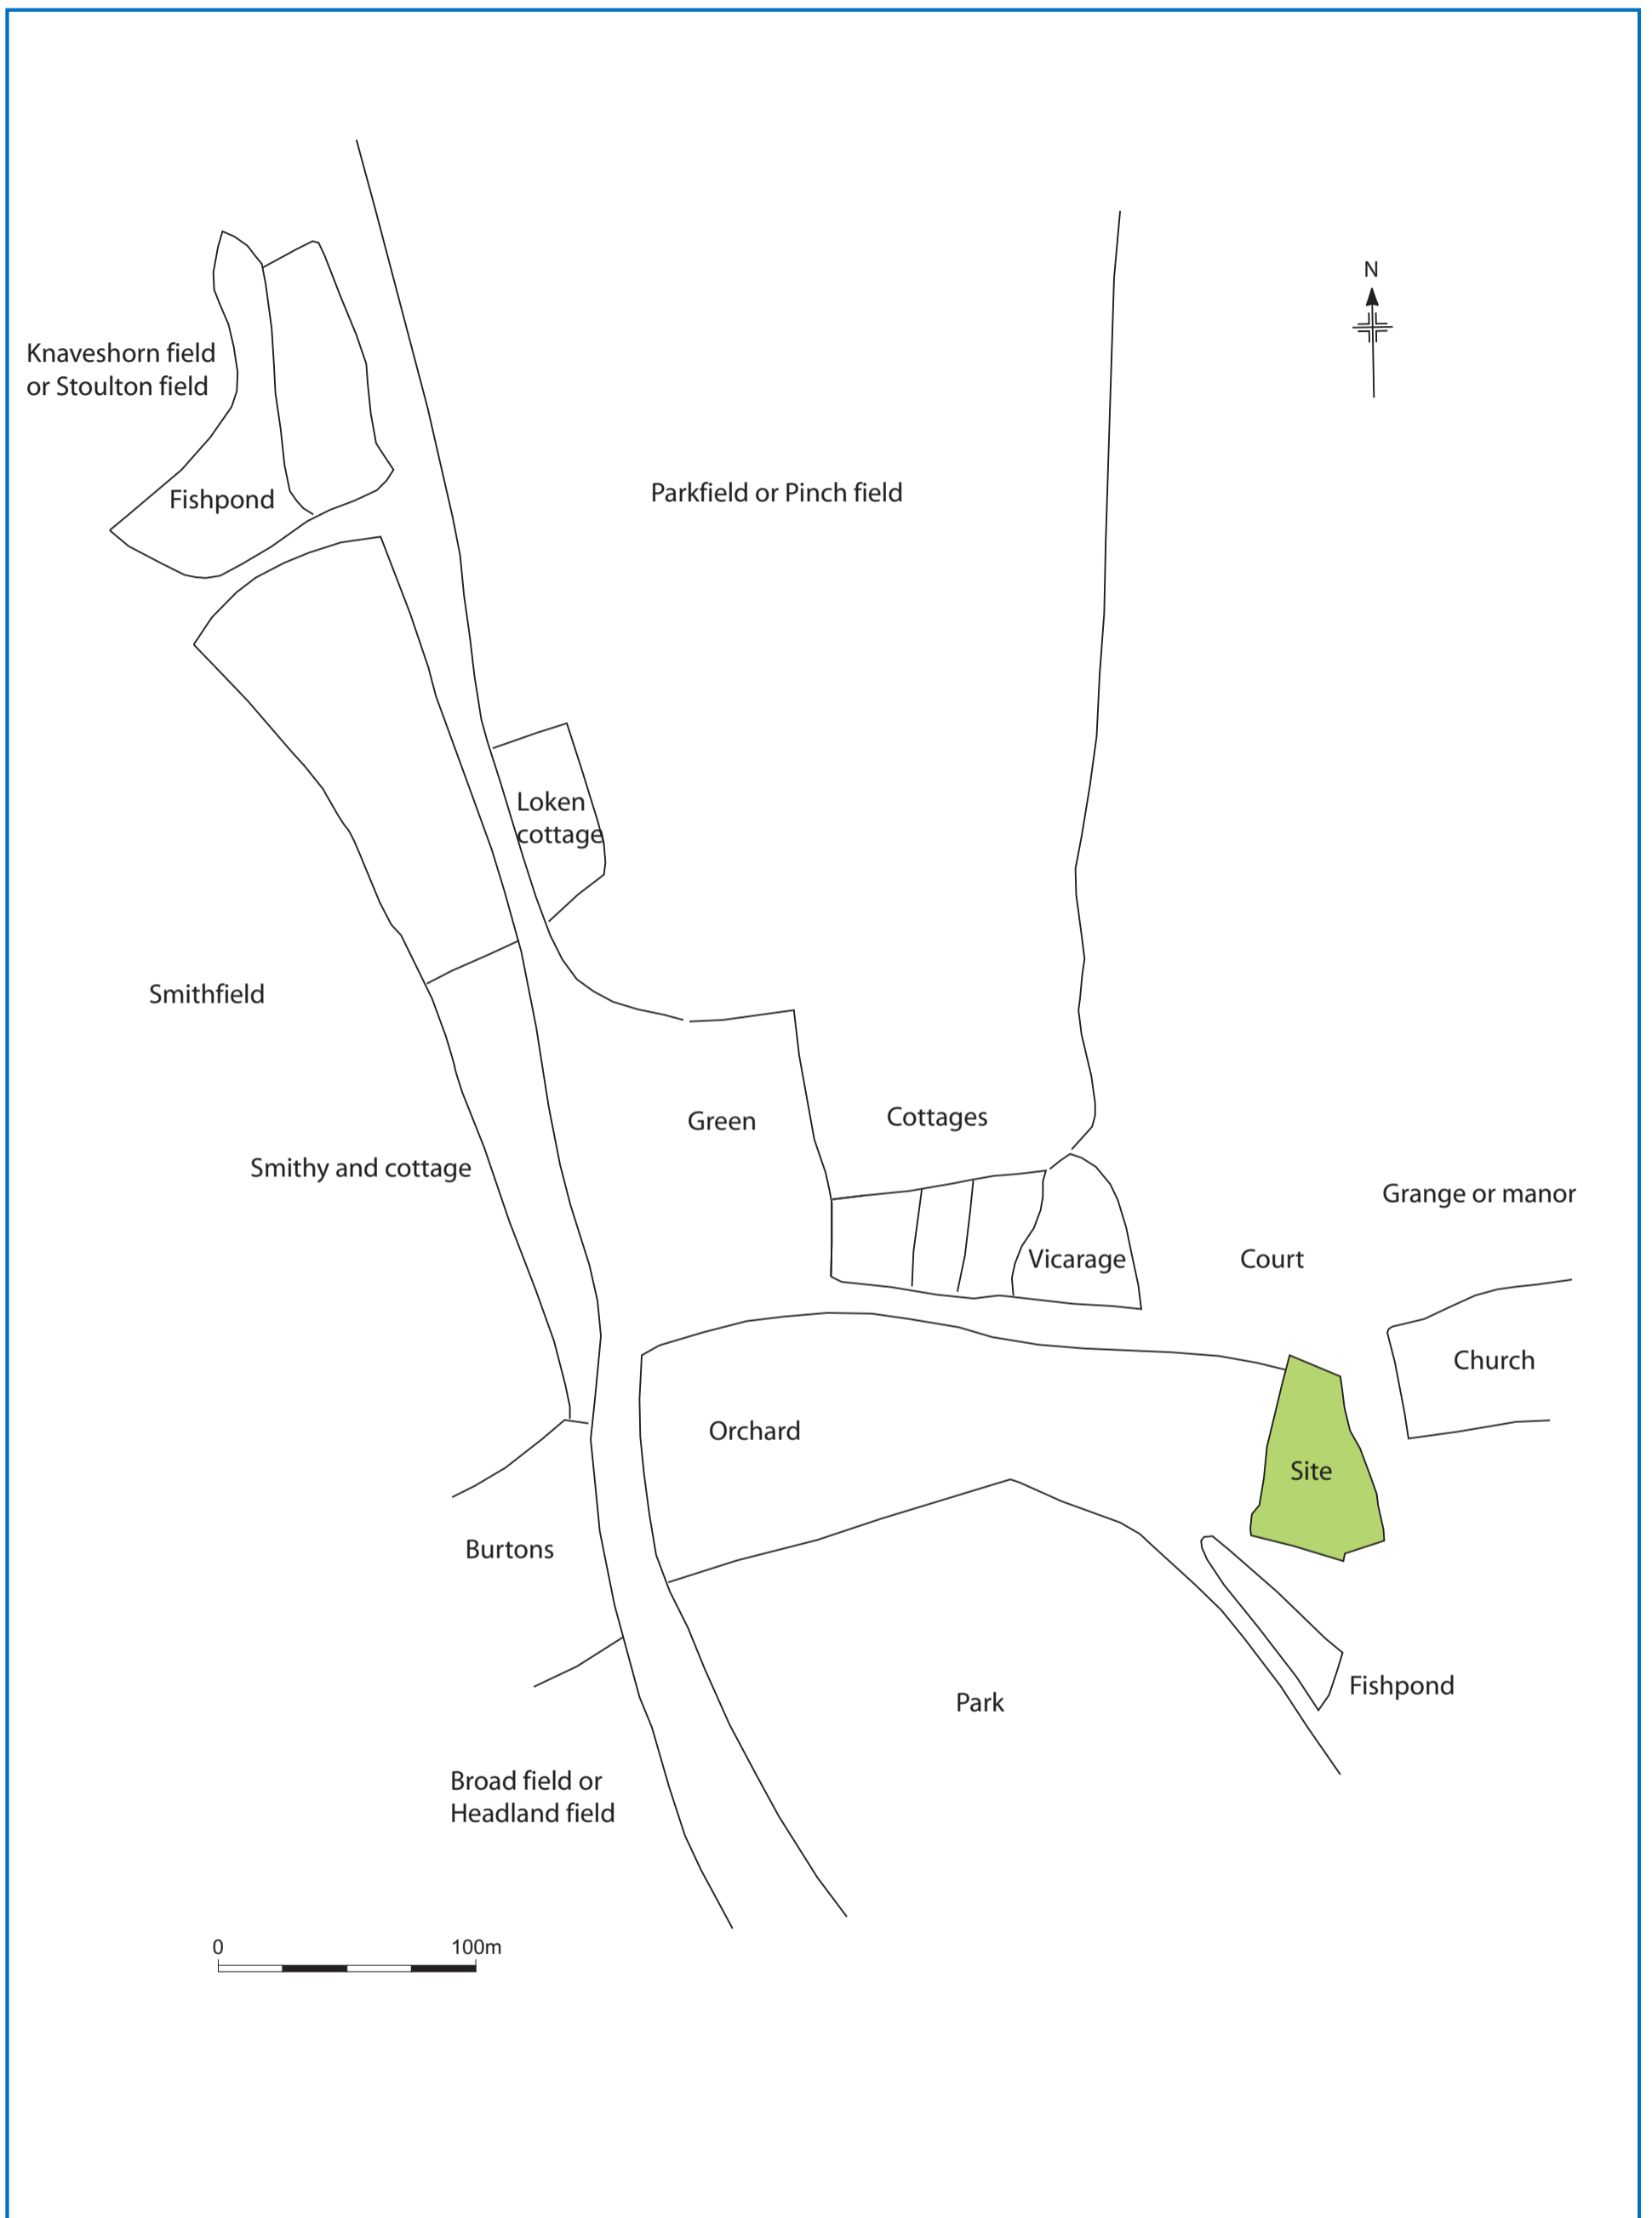 N
Knaveshorn field
or Stoulton field
Fishpond
Parkfield or Pinch field
Loken
cottage
Smithfield
Green
Cottages
Smithy and cottage
Grange or manor
Vicarage
Court
Church
Orchard
Site
Burtons
Fishpond
Park
Broad field or
Headland field
0 100m